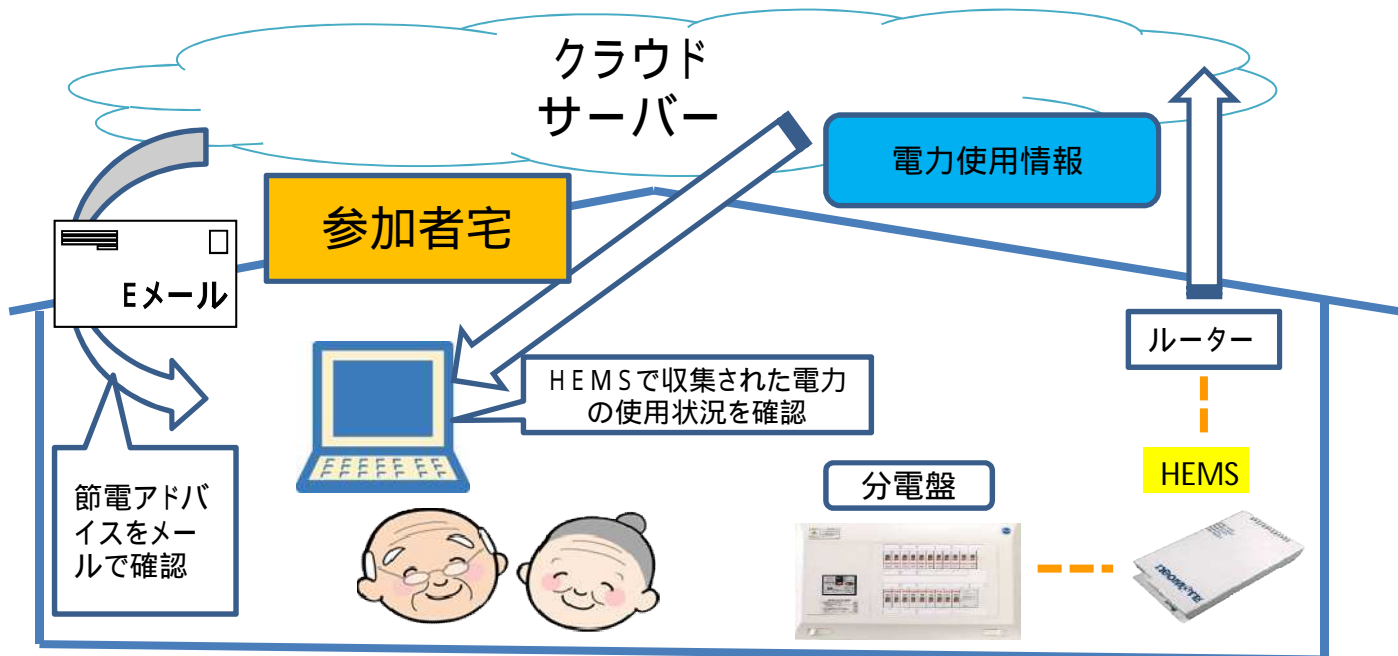 クラウド
サーバー
電力使用情報
参加者宅
Eメール
ルーター
HEMSで収集された電力
の使用状況を確認
HEMS
分電盤
節電アドバ
イスをメー
ルで確認